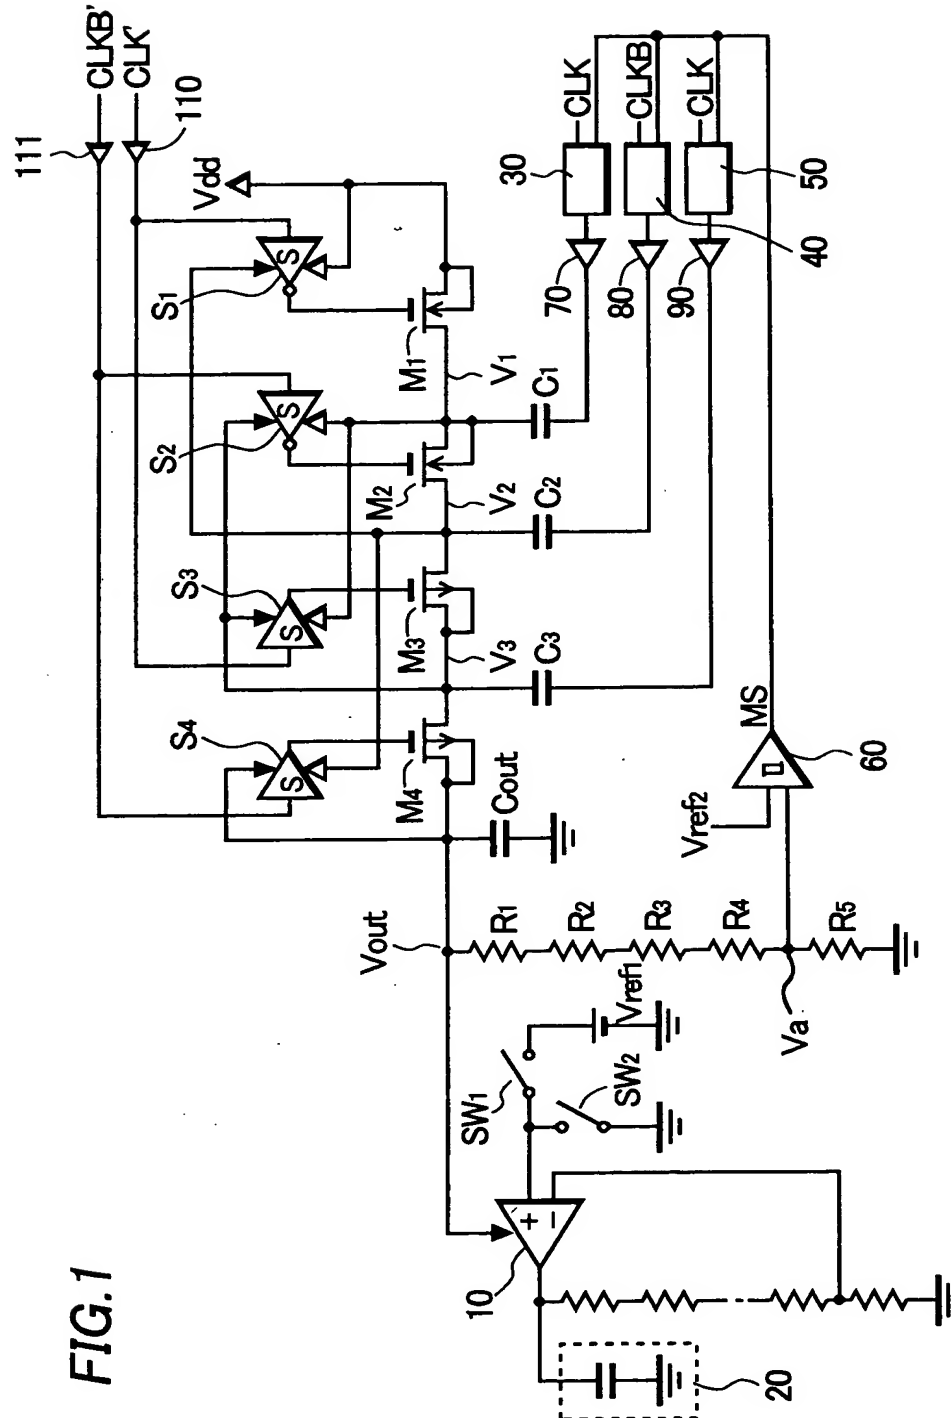 FIG.1
CLKB'
CLK'
111
110
Vdd
S1
S
S2
S
S3
S
S4
S
M1
M2
M3
M4
V1
V2
V3
C1
C2
C3
Cout
CLK
30
70
CLKB
40
80
CLK
50
90
MS
60
Vref2
Vout
R1
R2
R3
R4
R5
Va
Vref1
SW1
SW2
+
−
10
20